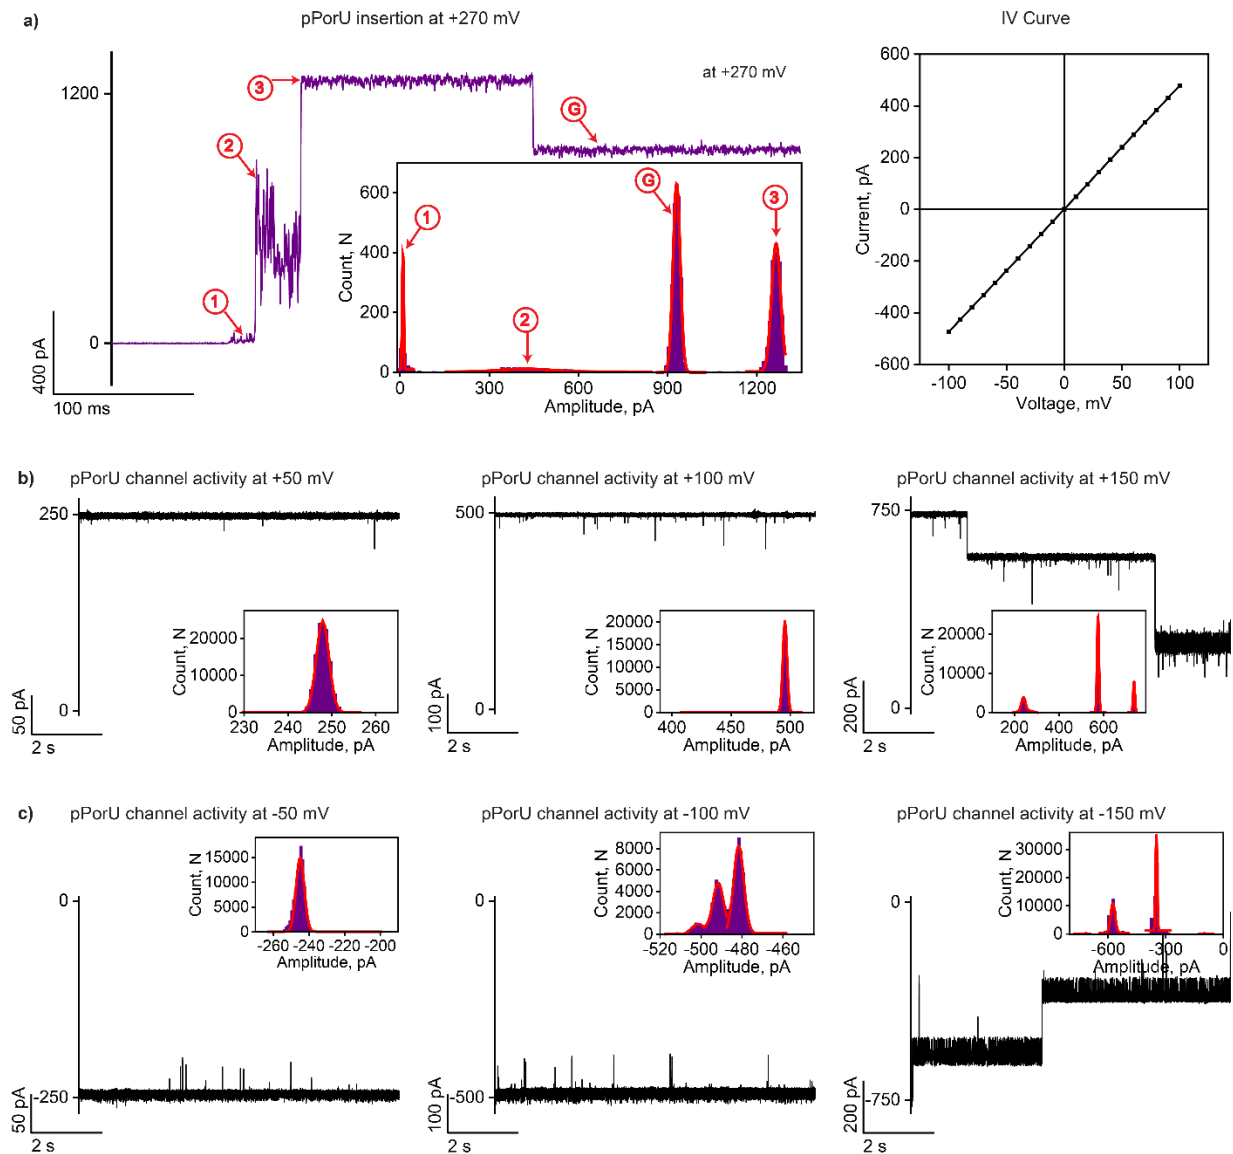 a)
pPorU insertion at +270 mV
IV Curve
at +270 mV
1200
0
400 pA
100 ms
1
2
3
G
Count, N
600
400
200
0
1
2
G
3
0 300 600 900 1200
Amplitude, pA
Current, pA
600
400
200
0
-200
-400
-600
-100 -50 0 50 100
Voltage, mV
b)
pPorU channel activity at +50 mV
250
0
50 pA
2 s
Count, N
20000
10000
0
230 240 250 260
Amplitude, pA
pPorU channel activity at +100 mV
500
0
100 pA
2 s
Count, N
20000
15000
10000
5000
0
400 450 500
Amplitude, pA
pPorU channel activity at +150 mV
750
0
200 pA
2 s
Count, N
20000
10000
0
200 400 600
Amplitude, pA
c)
pPorU channel activity at -50 mV
0
-250
50 pA
2 s
Count, N
15000
10000
5000
0
-260 -240 -220 -200
Amplitude, pA
pPorU channel activity at -100 mV
0
-500
100 pA
2 s
Count, N
8000
6000
4000
2000
0
-520 -500 -480 -460
Amplitude, pA
pPorU channel activity at -150 mV
0
-750
200 pA
2 s
Count, N
30000
20000
10000
0
-600 -300 0
Amplitude, pA